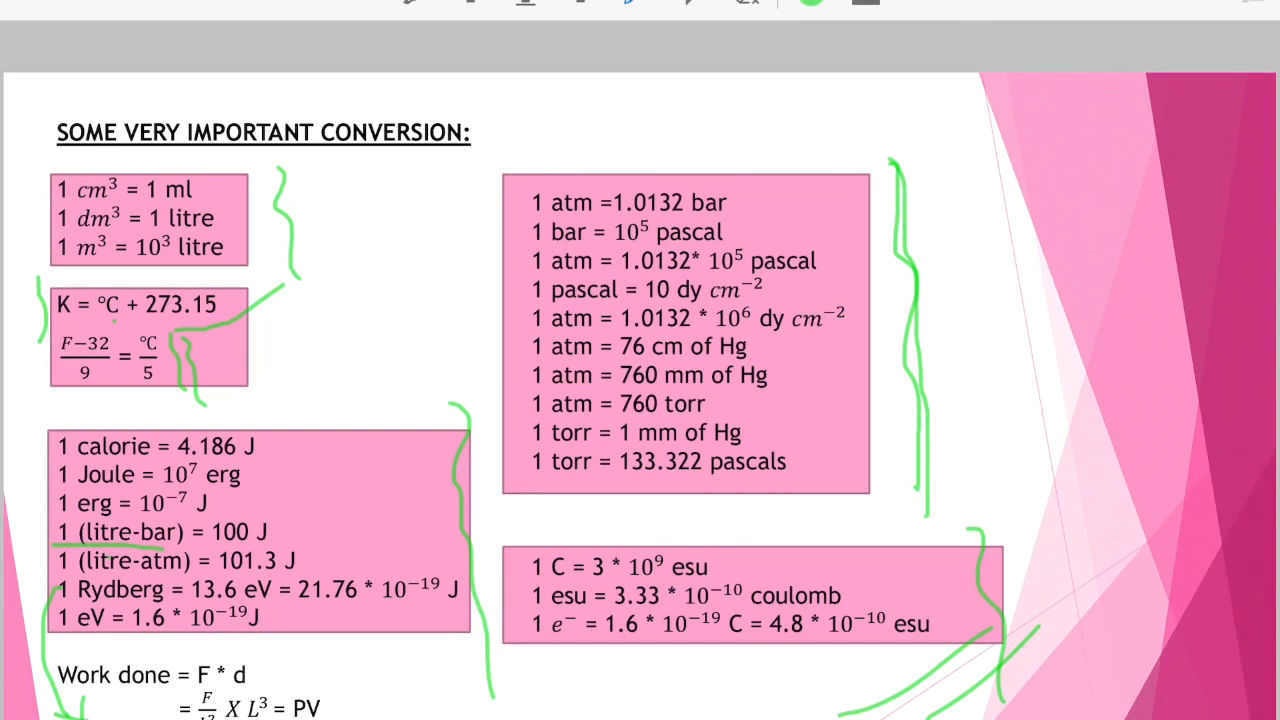 SOME VERY IMPORTANT CONVERSION:
1 cm³ = 1 ml
1 dm³ = 1 litre
1 m³ = 10³ litre
K = °C + 273.15
F−32/9 = °C/5
1 calorie = 4.186 J
1 Joule = 10⁷ erg
1 erg = 10⁻⁷ J
1 (litre-bar) = 100 J
1 (litre-atm) = 101.3 J
1 Rydberg = 13.6 eV = 21.76 * 10⁻¹⁹ J
1 eV = 1.6 * 10⁻¹⁹J
Work done = F * d
= F/L² X L³ = PV
1 atm =1.0132 bar
1 bar = 10⁵ pascal
1 atm = 1.0132* 10⁵ pascal
1 pascal = 10 dy cm⁻²
1 atm = 1.0132 * 10⁶ dy cm⁻²
1 atm = 76 cm of Hg
1 atm = 760 mm of Hg
1 atm = 760 torr
1 torr = 1 mm of Hg
1 torr = 133.322 pascals
1 C = 3 * 10⁹ esu
1 esu = 3.33 * 10⁻¹⁰ coulomb
1 e⁻ = 1.6 * 10⁻¹⁹ C = 4.8 * 10⁻¹⁰ esu